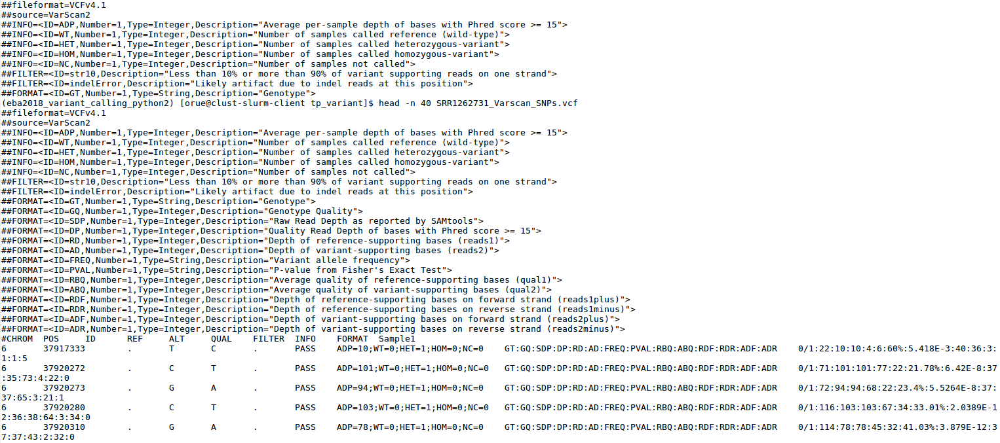 ##fileformat=VCFv4.1
##source=VarScan2
##INFO=<ID=ADP,Number=1,Type=Integer,Description="Average per-sample depth of bases with Phred score >= 15">
##INFO=<ID=WT,Number=1,Type=Integer,Description="Number of samples called reference (wild-type)">
##INFO=<ID=HET,Number=1,Type=Integer,Description="Number of samples called heterozygous-variant">
##INFO=<ID=HOM,Number=1,Type=Integer,Description="Number of samples called homozygous-variant">
##INFO=<ID=NC,Number=1,Type=Integer,Description="Number of samples not called">
##FILTER=<ID=str10,Description="Less than 10% or more than 90% of variant supporting reads on one strand">
##FILTER=<ID=indelError,Description="Likely artifact due to indel reads at this position">
##FORMAT=<ID=GT,Number=1,Type=String,Description="Genotype">
(eba2018_variant_calling_python2) [orue@clust-slurm-client tp_variant]$ head -n 40 SRR1262731_Varscan_SNPs.vcf
##fileformat=VCFv4.1
##source=VarScan2
##INFO=<ID=ADP,Number=1,Type=Integer,Description="Average per-sample depth of bases with Phred score >= 15">
##INFO=<ID=WT,Number=1,Type=Integer,Description="Number of samples called reference (wild-type)">
##INFO=<ID=HET,Number=1,Type=Integer,Description="Number of samples called heterozygous-variant">
##INFO=<ID=HOM,Number=1,Type=Integer,Description="Number of samples called homozygous-variant">
##INFO=<ID=NC,Number=1,Type=Integer,Description="Number of samples not called">
##FILTER=<ID=str10,Description="Less than 10% or more than 90% of variant supporting reads on one strand">
##FILTER=<ID=indelError,Description="Likely artifact due to indel reads at this position">
##FORMAT=<ID=GT,Number=1,Type=String,Description="Genotype">
##FORMAT=<ID=GQ,Number=1,Type=Integer,Description="Genotype Quality">
##FORMAT=<ID=SDP,Number=1,Type=Integer,Description="Raw Read Depth as reported by SAMtools">
##FORMAT=<ID=DP,Number=1,Type=Integer,Description="Quality Read Depth of bases with Phred score >= 15">
##FORMAT=<ID=RD,Number=1,Type=Integer,Description="Depth of reference-supporting bases (reads1)">
##FORMAT=<ID=AD,Number=1,Type=Integer,Description="Depth of variant-supporting bases (reads2)">
##FORMAT=<ID=FREQ,Number=1,Type=String,Description="Variant allele frequency">
##FORMAT=<ID=PVAL,Number=1,Type=String,Description="P-value from Fisher's Exact Test">
##FORMAT=<ID=RBQ,Number=1,Type=Integer,Description="Average quality of reference-supporting bases (qual1)">
##FORMAT=<ID=ABQ,Number=1,Type=Integer,Description="Average quality of variant-supporting bases (qual2)">
##FORMAT=<ID=RDF,Number=1,Type=Integer,Description="Depth of reference-supporting bases on forward strand (reads1plus)">
##FORMAT=<ID=RDR,Number=1,Type=Integer,Description="Depth of reference-supporting bases on reverse strand (reads1minus)">
##FORMAT=<ID=ADF,Number=1,Type=Integer,Description="Depth of variant-supporting bases on forward strand (reads2plus)">
##FORMAT=<ID=ADR,Number=1,Type=Integer,Description="Depth of variant-supporting bases on reverse strand (reads2minus)">
#CHROM POS ID REF ALT QUAL FILTER INFO FORMAT Sample1
6 37917333 . T C . PASS ADP=10;WT=0;HET=1;HOM=0;NC=0 GT:GQ:SDP:DP:RD:AD:FREQ:PVAL:RBQ:ABQ:RDF:RDR:ADF:ADR 0/1:22:10:10:4:6:60%:5.418E-3:40:36:3:
1:1:5
6 37920272 . C T . PASS ADP=101;WT=0;HET=1;HOM=0;NC=0 GT:GQ:SDP:DP:RD:AD:FREQ:PVAL:RBQ:ABQ:RDF:RDR:ADF:ADR 0/1:71:101:101:77:22:21.78%:6.42E-8:37
:35:73:4:22:0
6 37920273 . G A . PASS ADP=94;WT=0;HET=1;HOM=0;NC=0 GT:GQ:SDP:DP:RD:AD:FREQ:PVAL:RBQ:ABQ:RDF:RDR:ADF:ADR 0/1:72:94:94:68:22:23.4%:5.5264E-8:37:
37:65:3:21:1
6 37920280 . C T . PASS ADP=103;WT=0;HET=1;HOM=0;NC=0 GT:GQ:SDP:DP:RD:AD:FREQ:PVAL:RBQ:ABQ:RDF:RDR:ADF:ADR 0/1:116:103:103:67:34:33.01%:2.0389E-1
2:36:38:64:3:34:0
6 37920310 . G A . PASS ADP=78;WT=0;HET=1;HOM=0;NC=0 GT:GQ:SDP:DP:RD:AD:FREQ:PVAL:RBQ:ABQ:RDF:RDR:ADF:ADR 0/1:114:78:78:45:32:41.03%:3.879E-12:3
7:37:43:2:32:0